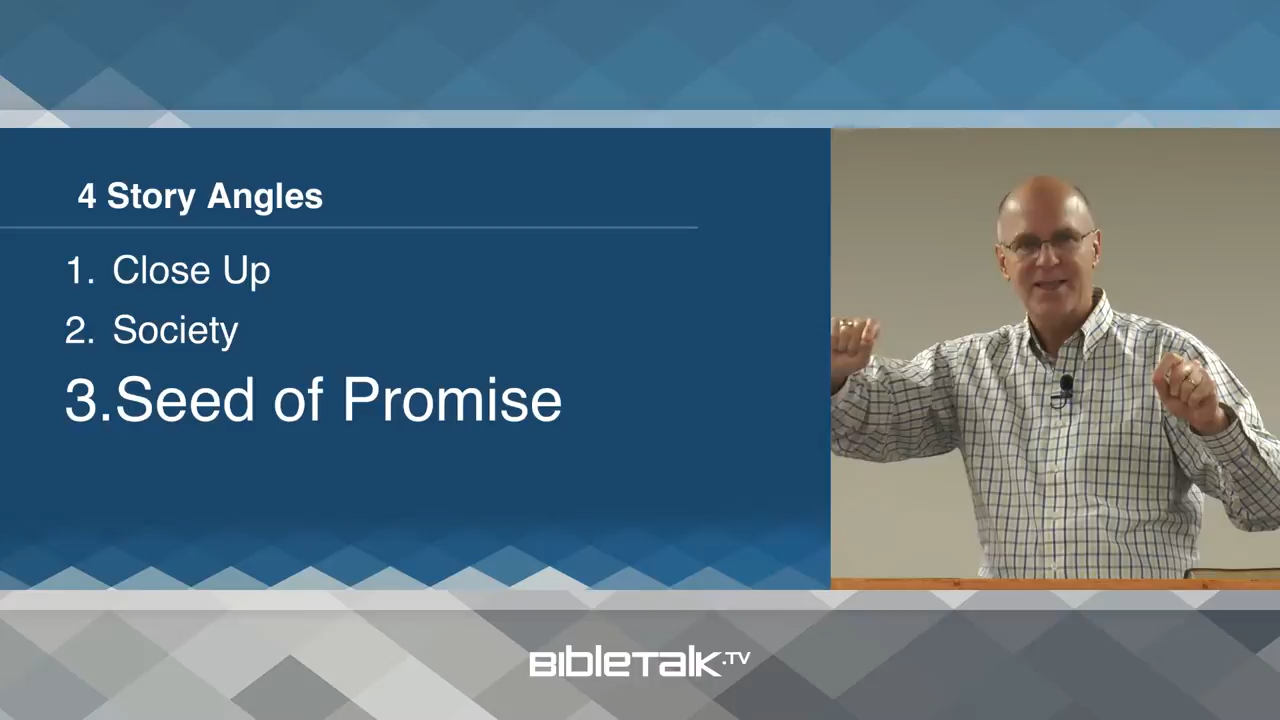 4 Story Angles
1. Close Up
2. Society
3.Seed of Promise
BIBLETALK.TV